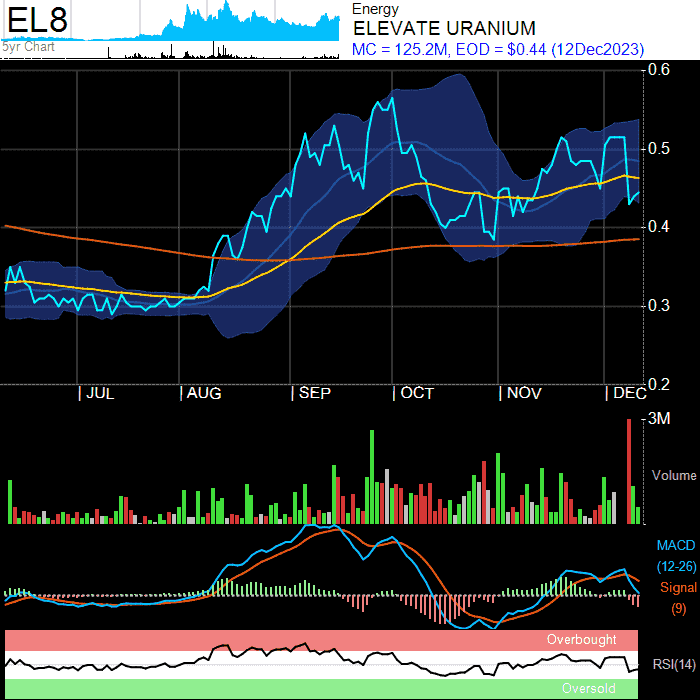 EL8
5yr Chart
Energy
ELEVATE URANIUM
MC = 125.2M, EOD = $0.44 (12Dec2023)
0.6
0.5
0.4
0.3
0.2
| JUL | AUG | SEP | OCT | NOV | DEC
3M
Volume
MACD
(12-26)
Signal
(9)
Overbought
RSI(14)
Oversold